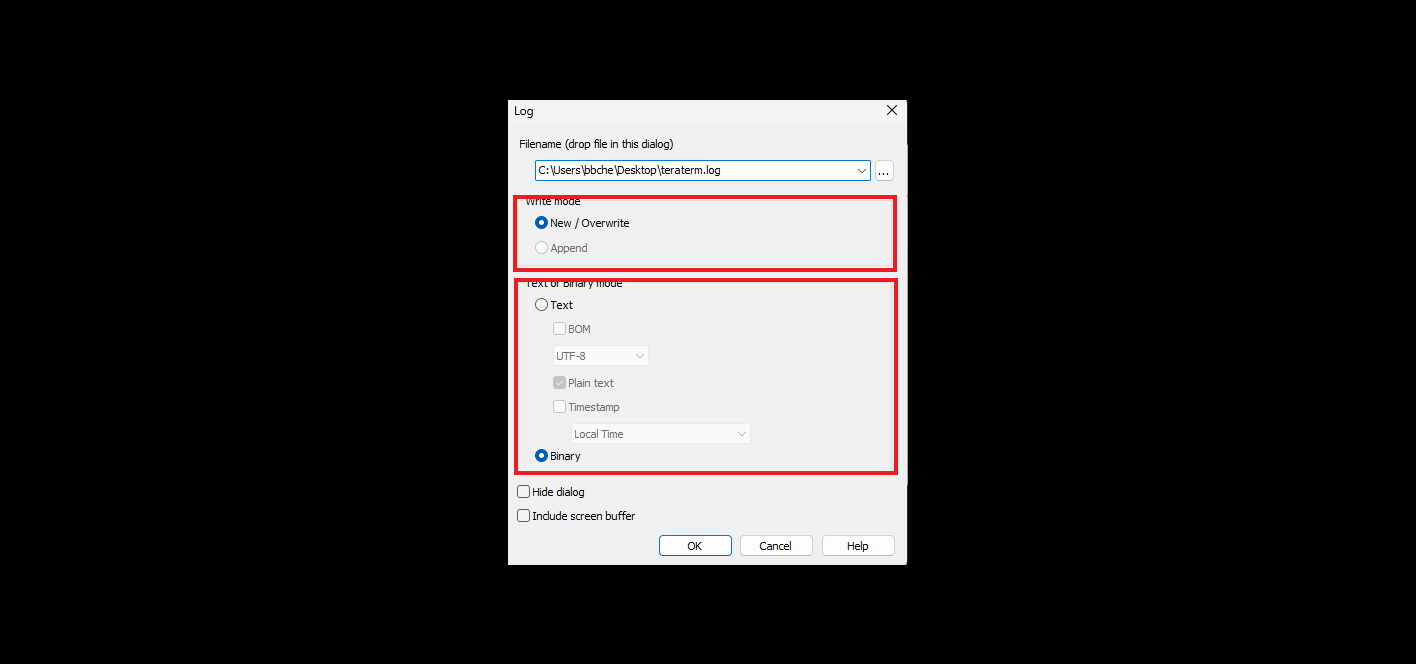 Log
Filename (drop file in this dialog)
C:\Users\bbche\Desktop\teraterm.log
...
Write mode
New / Overwrite
Append
Text or Binary mode
Text
BOM
UTF-8
Plain text
Timestamp
Local Time
Binary
Hide dialog
Include screen buffer
OK Cancel Help